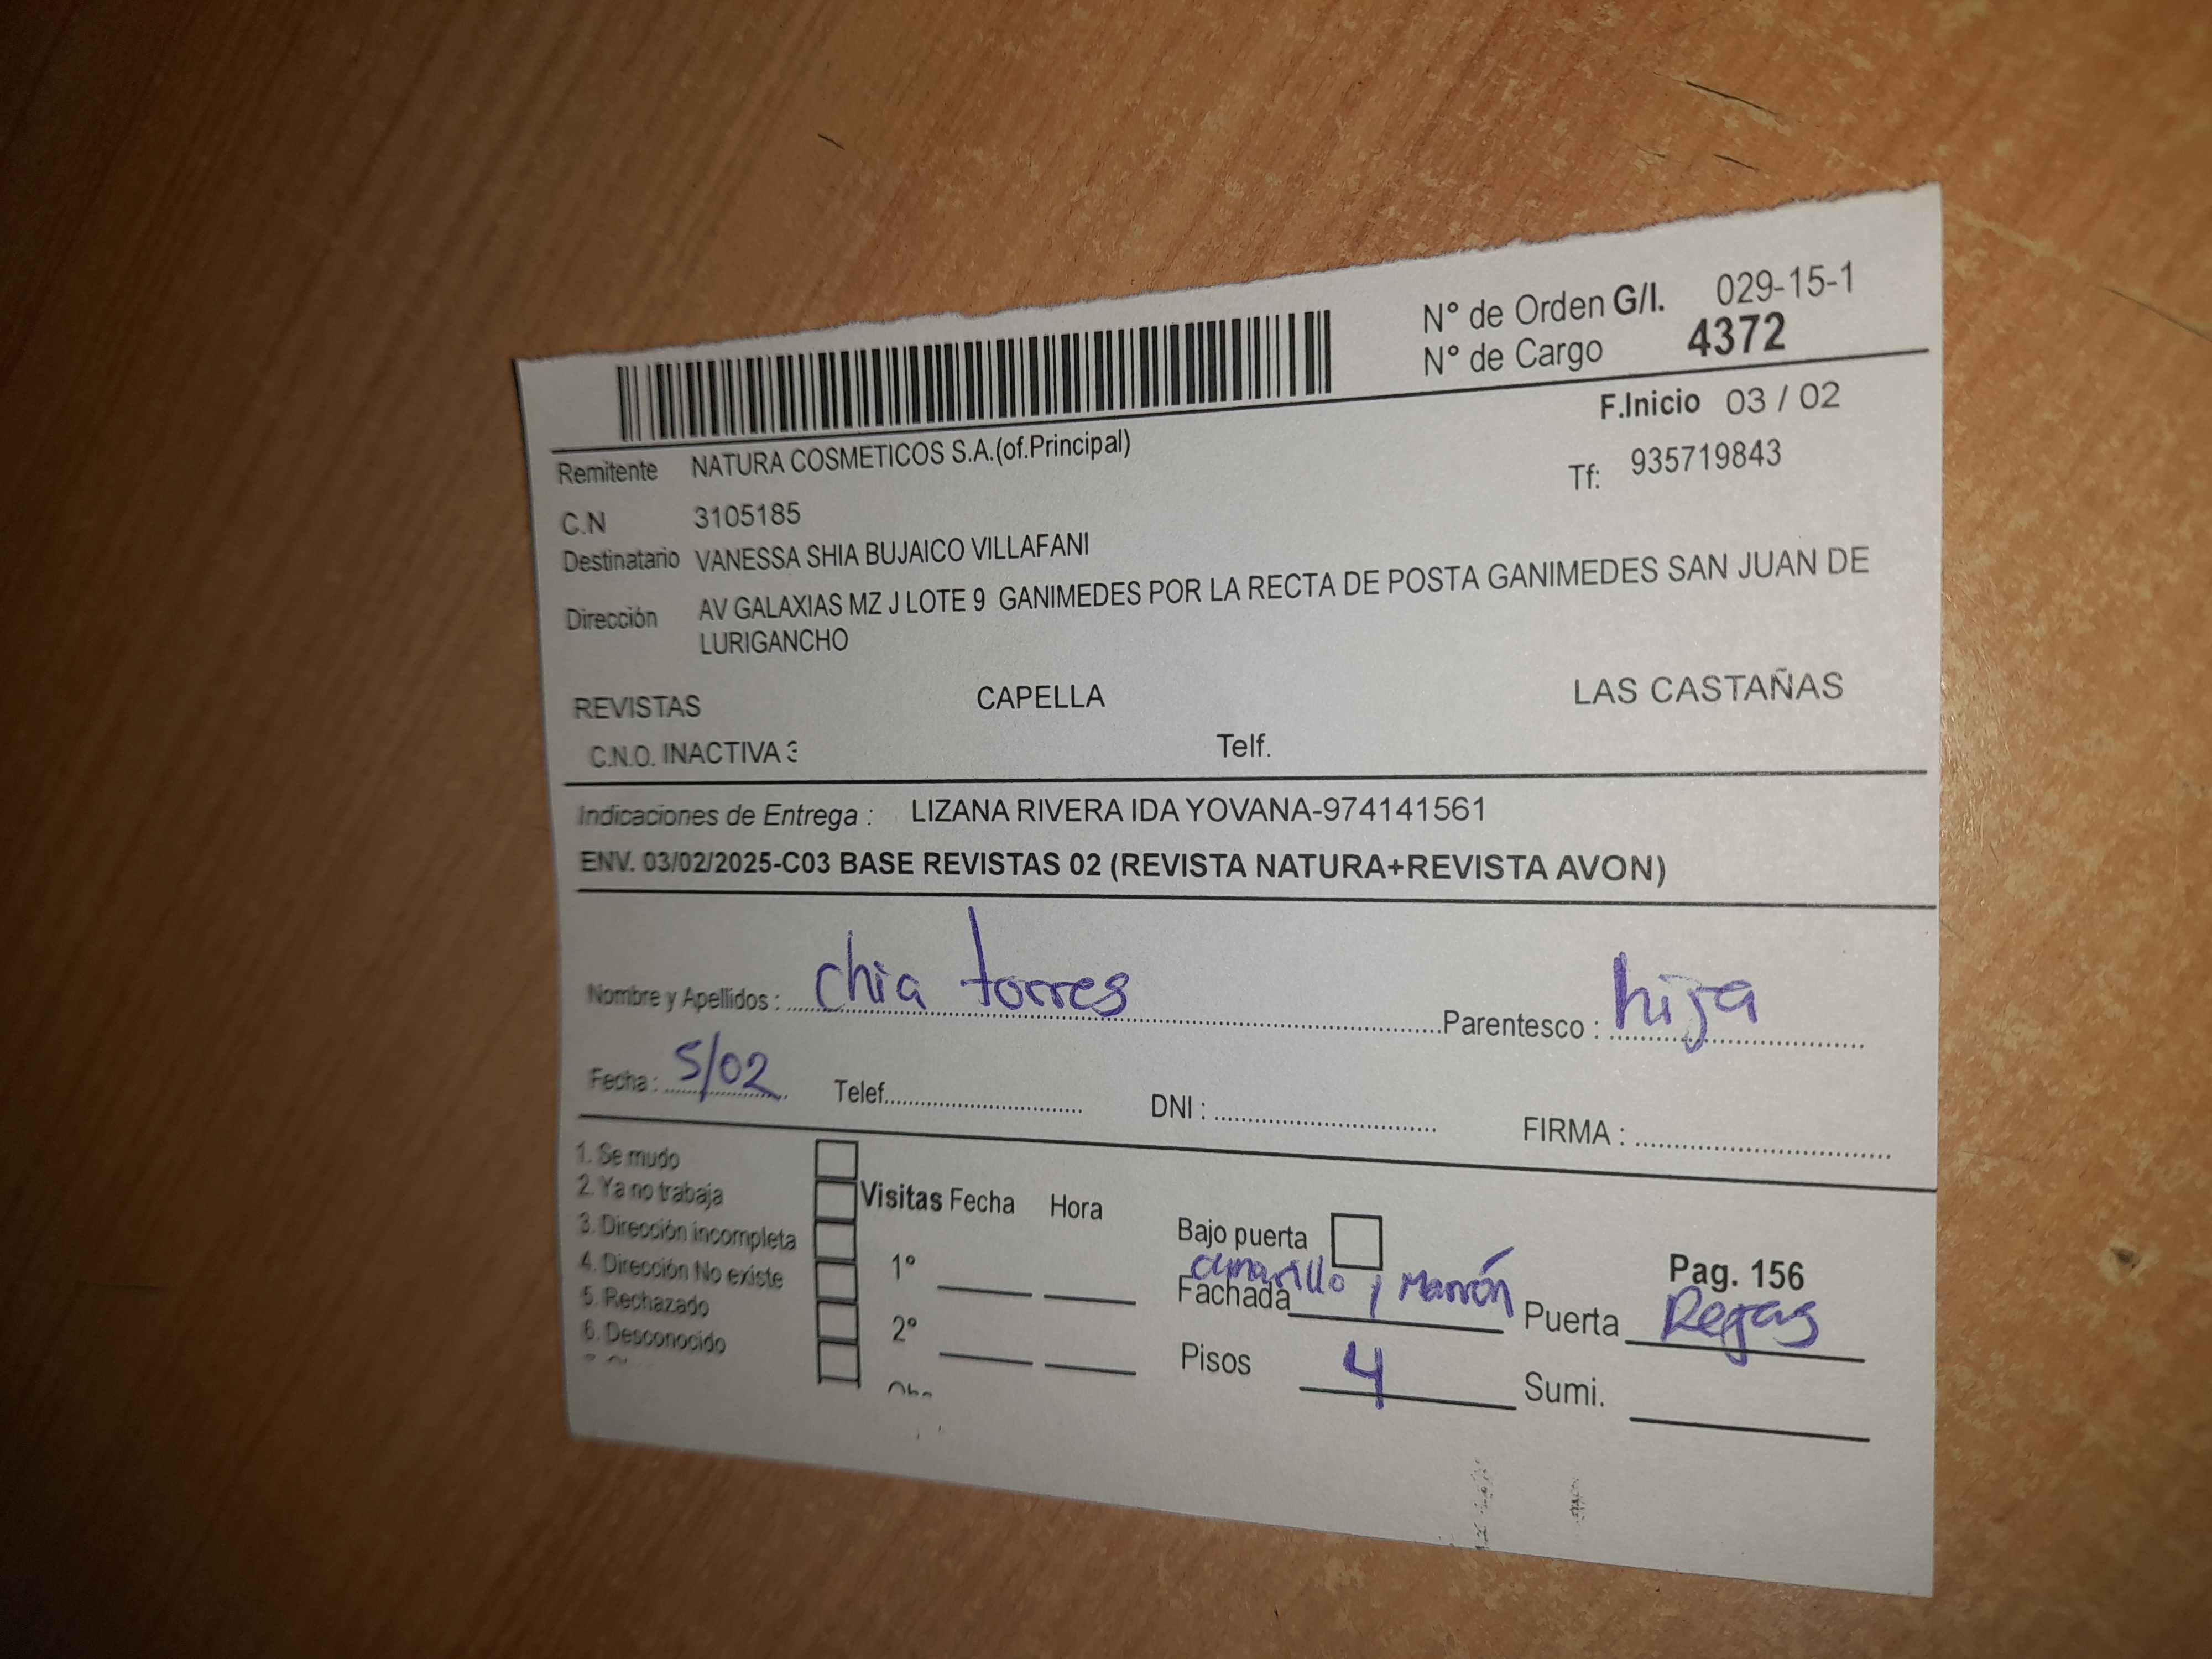 N° de Orden G/I. 029-15-1
N° de Cargo 4372
F.Inicio 03 / 02
Remitente NATURA COSMETICOS S.A.(of.Principal)
Tf: 935719843
C.N 3105185
Destinatario VANESSA SHIA BUJAICO VILLAFANI
Dirección AV GALAXIAS MZ J LOTE 9 GANIMEDES POR LA RECTA DE POSTA GANIMEDES SAN JUAN DE
LURIGANCHO
REVISTAS CAPELLA LAS CASTAÑAS
C.N.O. INACTIVA 3 Telf.
Indicaciones de Entrega : LIZANA RIVERA IDA YOVANA-974141561
ENV. 03/02/2025-C03 BASE REVISTAS 02 (REVISTA NATURA+REVISTA AVON)
Nombre y Apellidos : chia torres Parentesco : hija
Fecha : 5/02 Telef. DNI : FIRMA :
1. Se mudo
2. Ya no trabaja
3. Dirección incompleta
4. Dirección No existe
5. Rechazado
6. Desconocido
Visitas Fecha Hora
1°
2°
Bajo puerta
Fachada amarillo y Marrón
Pisos 4
Pag. 156
Puerta Rejas
Sumi.